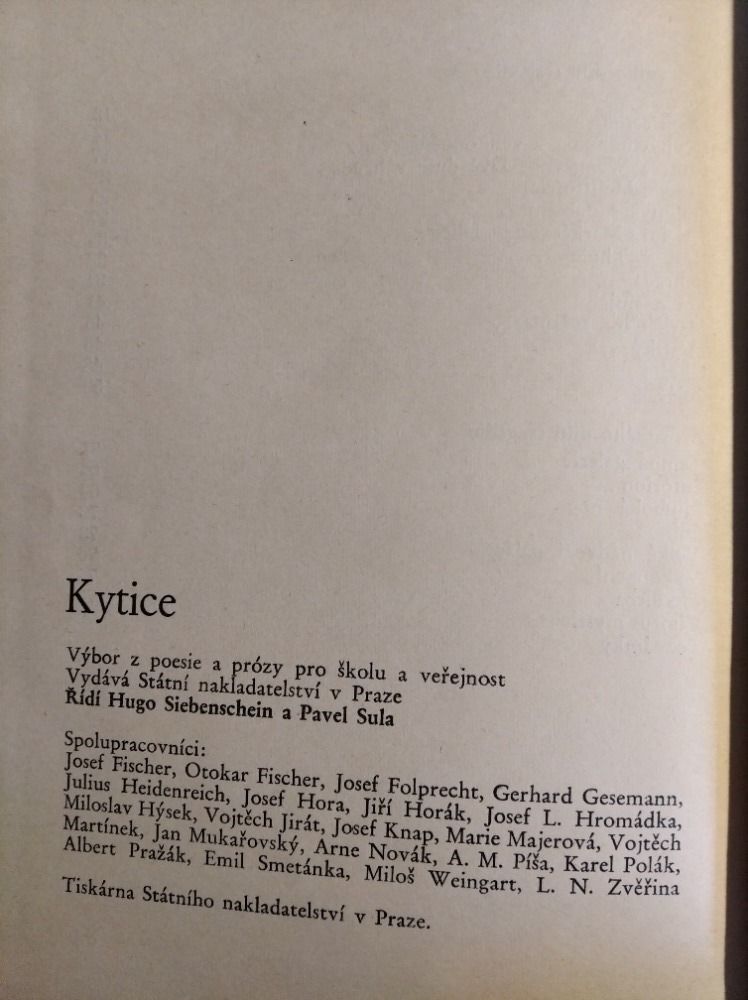 Kytice
Výbor z poesie a prózy pro školu a veřejnost
Vydává Státní nakladatelství v Praze
Řídí Hugo Siebenschein a Pavel Sula
Spolupracovníci:
Josef Fischer, Otokar Fischer, Josef Folprecht, Gerhard Gesemann,
Julius Heidenreich, Josef Hora, Jiří Horák, Josef L. Hromádka,
Miloslav Hýsek, Vojtěch Jirát, Josef Knap, Marie Majerová, Vojtěch
Martínek, Jan Mukařovský, Arne Novák, A. M. Píša, Karel Polák,
Albert Pražák, Emil Smetánka, Miloš Weingart, L. N. Zvěřina
Tiskárna Státního nakladatelství v Praze.